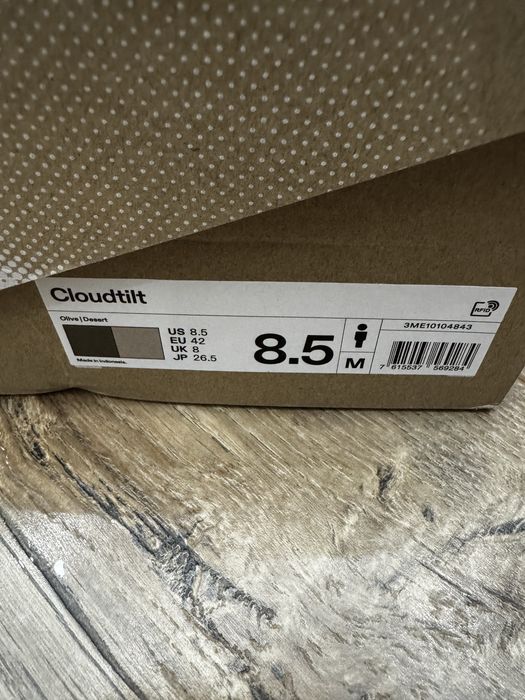 Cloudtilt
RFID
Olive | Desert
Made in Indonesia.
US 8.5
EU 42
UK 8
JP 26.5
8.5
M
3ME10104843
7 615537 569284